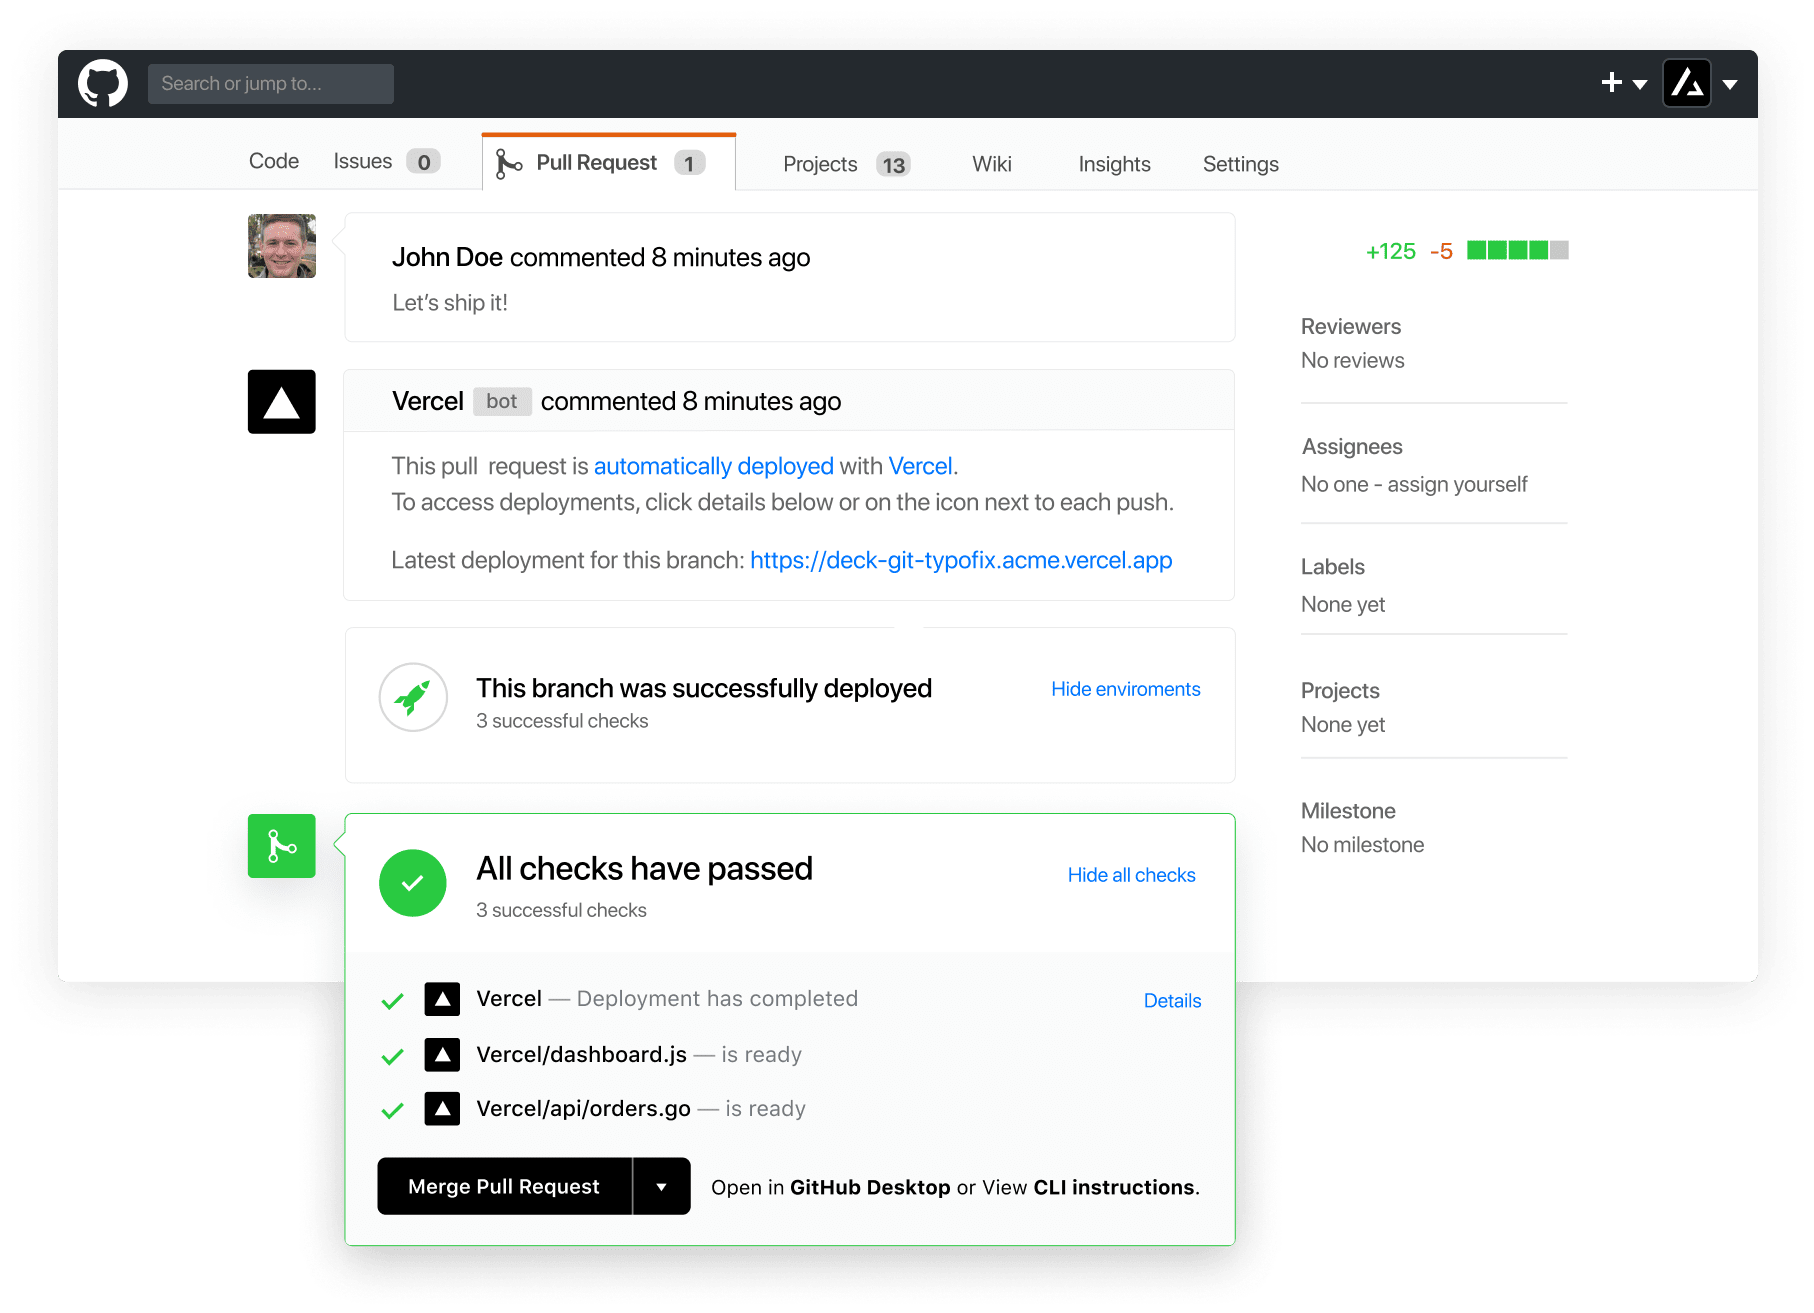 Search or jump to...
Code
Issues 0
Pull Request 1
Projects 13
Wiki
Insights
Settings
John Doe commented 8 minutes ago
Let’s ship it!
Vercel bot commented 8 minutes ago
This pull request is automatically deployed with Vercel.
To access deployments, click details below or on the icon next to each push.
Latest deployment for this branch: https://deck-git-typofix.acme.vercel.app
This branch was successfully deployed
3 successful checks
Hide enviroments
All checks have passed
3 successful checks
Hide all checks
Vercel — Deployment has completed
Details
Vercel/dashboard.js — is ready
Vercel/api/orders.go — is ready
Merge Pull Request
Open in GitHub Desktop or View CLI instructions.
+125 -5
Reviewers
No reviews
Assignees
No one - assign yourself
Labels
None yet
Projects
None yet
Milestone
No milestone